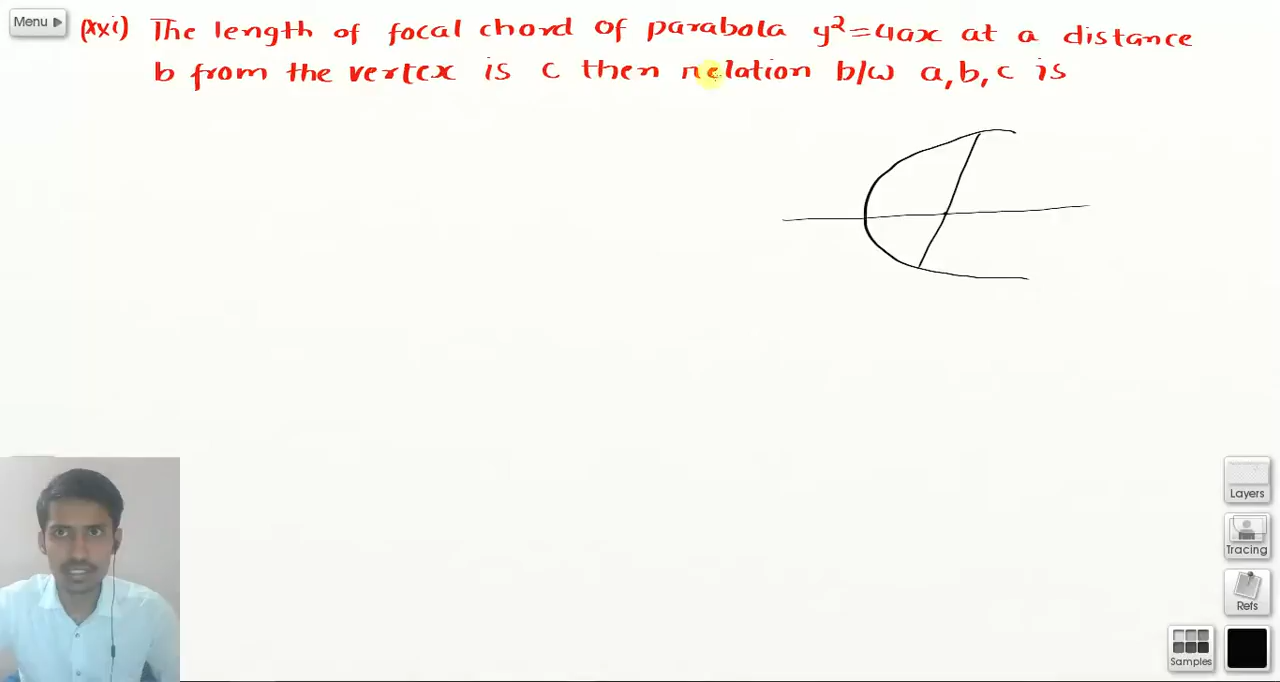 Menu
(xxi) The length of focal chord of parabola y²=4ax at a distance
b from the vertex is c then relation b/w a,b,c is
Layers
Tracing
Refs
Samples